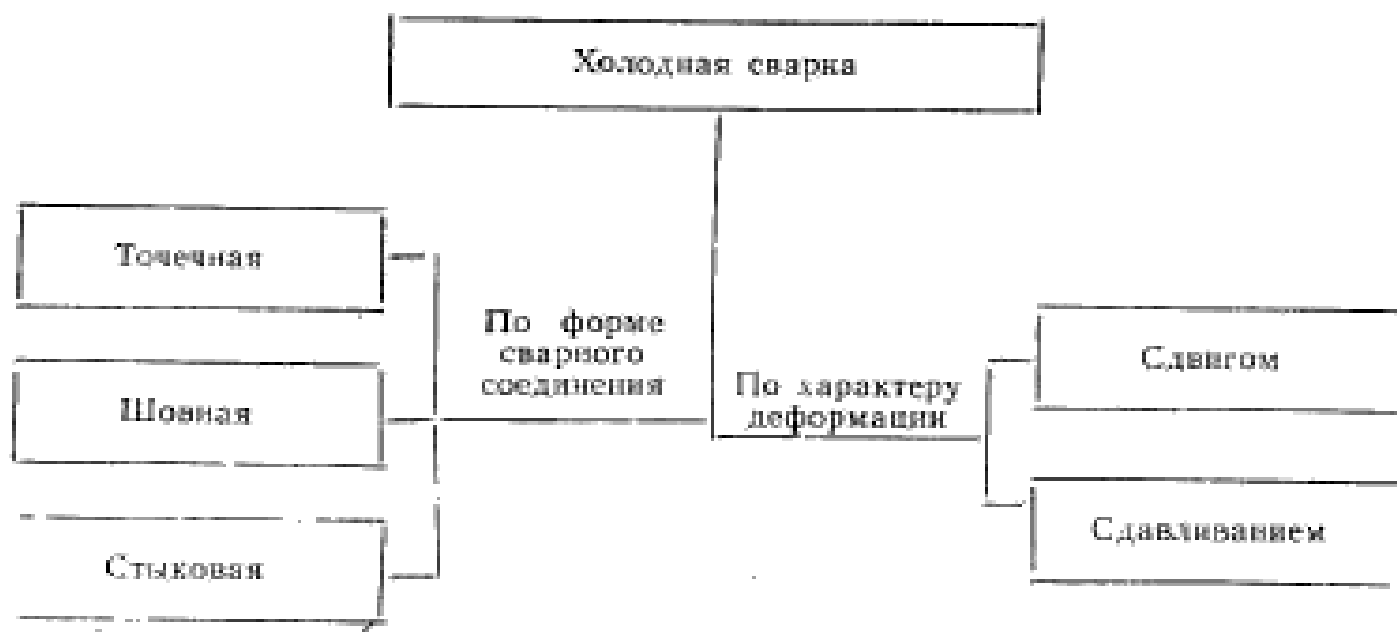 Холодная сварка
Точечная
По форме
сварного
соединения
Шовная
По характеру
деформации
Сдвигом
Стыковая
Сдавливанием